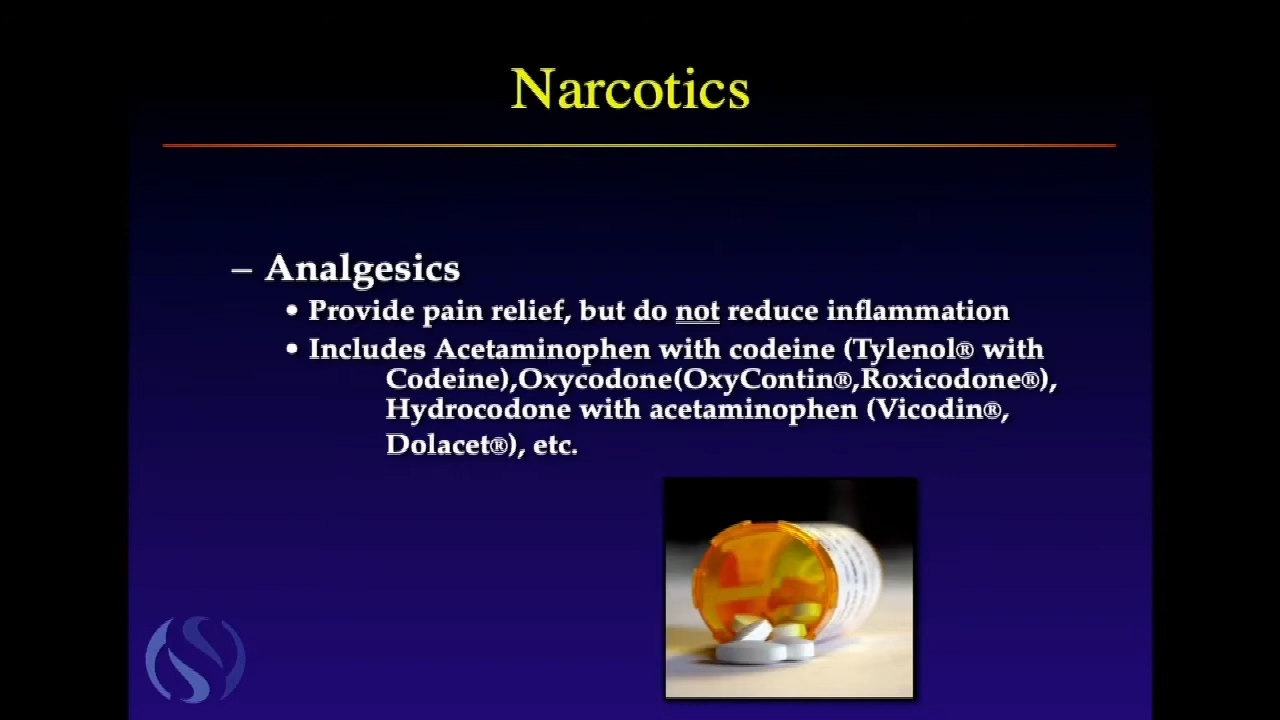 Narcotics
– Analgesics
• Provide pain relief, but do not reduce inflammation
• Includes Acetaminophen with codeine (Tylenol® with
Codeine),Oxycodone(OxyContin®,Roxicodone®),
Hydrocodone with acetaminophen (Vicodin®,
Dolacet®), etc.